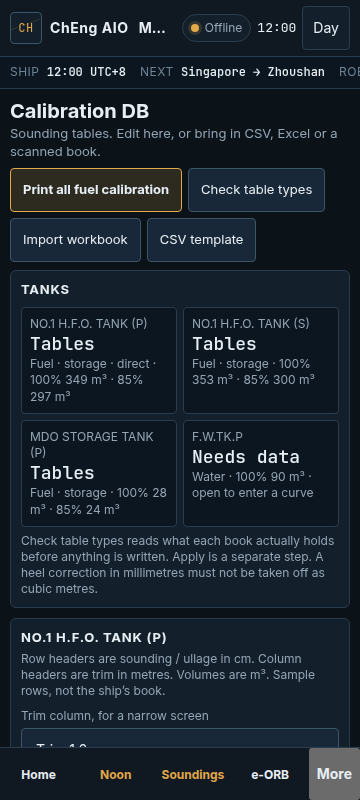 CH ChEng AIO M... Offline 12:00 Day
SHIP 12:00 UTC+8 NEXT Singapore → Zhoushan ROB
Calibration DB
Sounding tables. Edit here, or bring in CSV, Excel or a
scanned book.
Print all fuel calibration Check table types
Import workbook CSV template
TANKS
NO.1 H.F.O. TANK (P)
Tables
Fuel · storage · direct ·
100% 349 m³ · 85%
297 m³
NO.1 H.F.O. TANK (S)
Tables
Fuel · storage · 100%
353 m³ · 85% 300 m³
MDO STORAGE TANK
(P)
Tables
Fuel · storage · 100% 28
m³ · 85% 24 m³
F.W.TK.P
Needs data
Water · 100% 90 m³ ·
open to enter a curve
Check table types reads what each book actually holds
before anything is written. Apply is a separate step. A
heel correction in millimetres must not be taken off as
cubic metres.
NO.1 H.F.O. TANK (P)
Row headers are sounding / ullage in cm. Column
headers are trim in metres. Volumes are m³. Sample
rows, not the ship's book.
Trim column, for a narrow screen
Home Noon Soundings e-ORB More